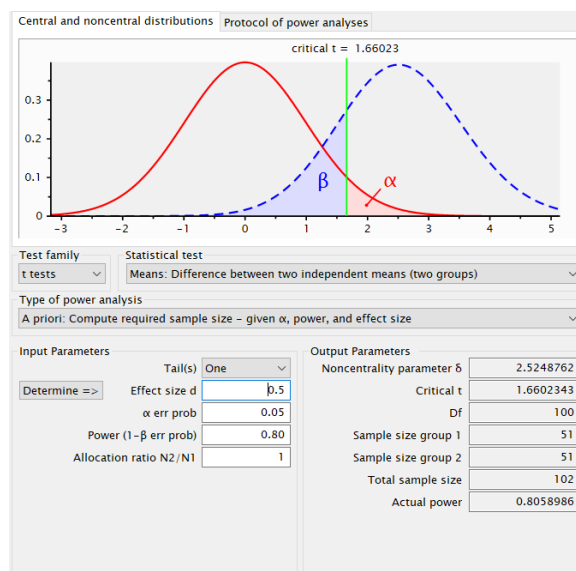 Central and noncentral distributions Protocol of power analyses
critical t = 1.66023
0.3
0.2
β
α
0.1
0
-3 -2 -1 0 1 2 3 4 5
Test family Statistical test
t tests Means: Difference between two independent means (two groups)
Type of power analysis
A priori: Compute required sample size – given α, power, and effect size
Input Parameters Output Parameters
Tail(s) One Noncentrality parameter δ 2.5248762
Determine => Effect size d 0.5 Critical t 1.6602343
α err prob 0.05 Df 100
Power (1-β err prob) 0.80 Sample size group 1 51
Allocation ratio N2/N1 1 Sample size group 2 51
Total sample size 102
Actual power 0.8058986